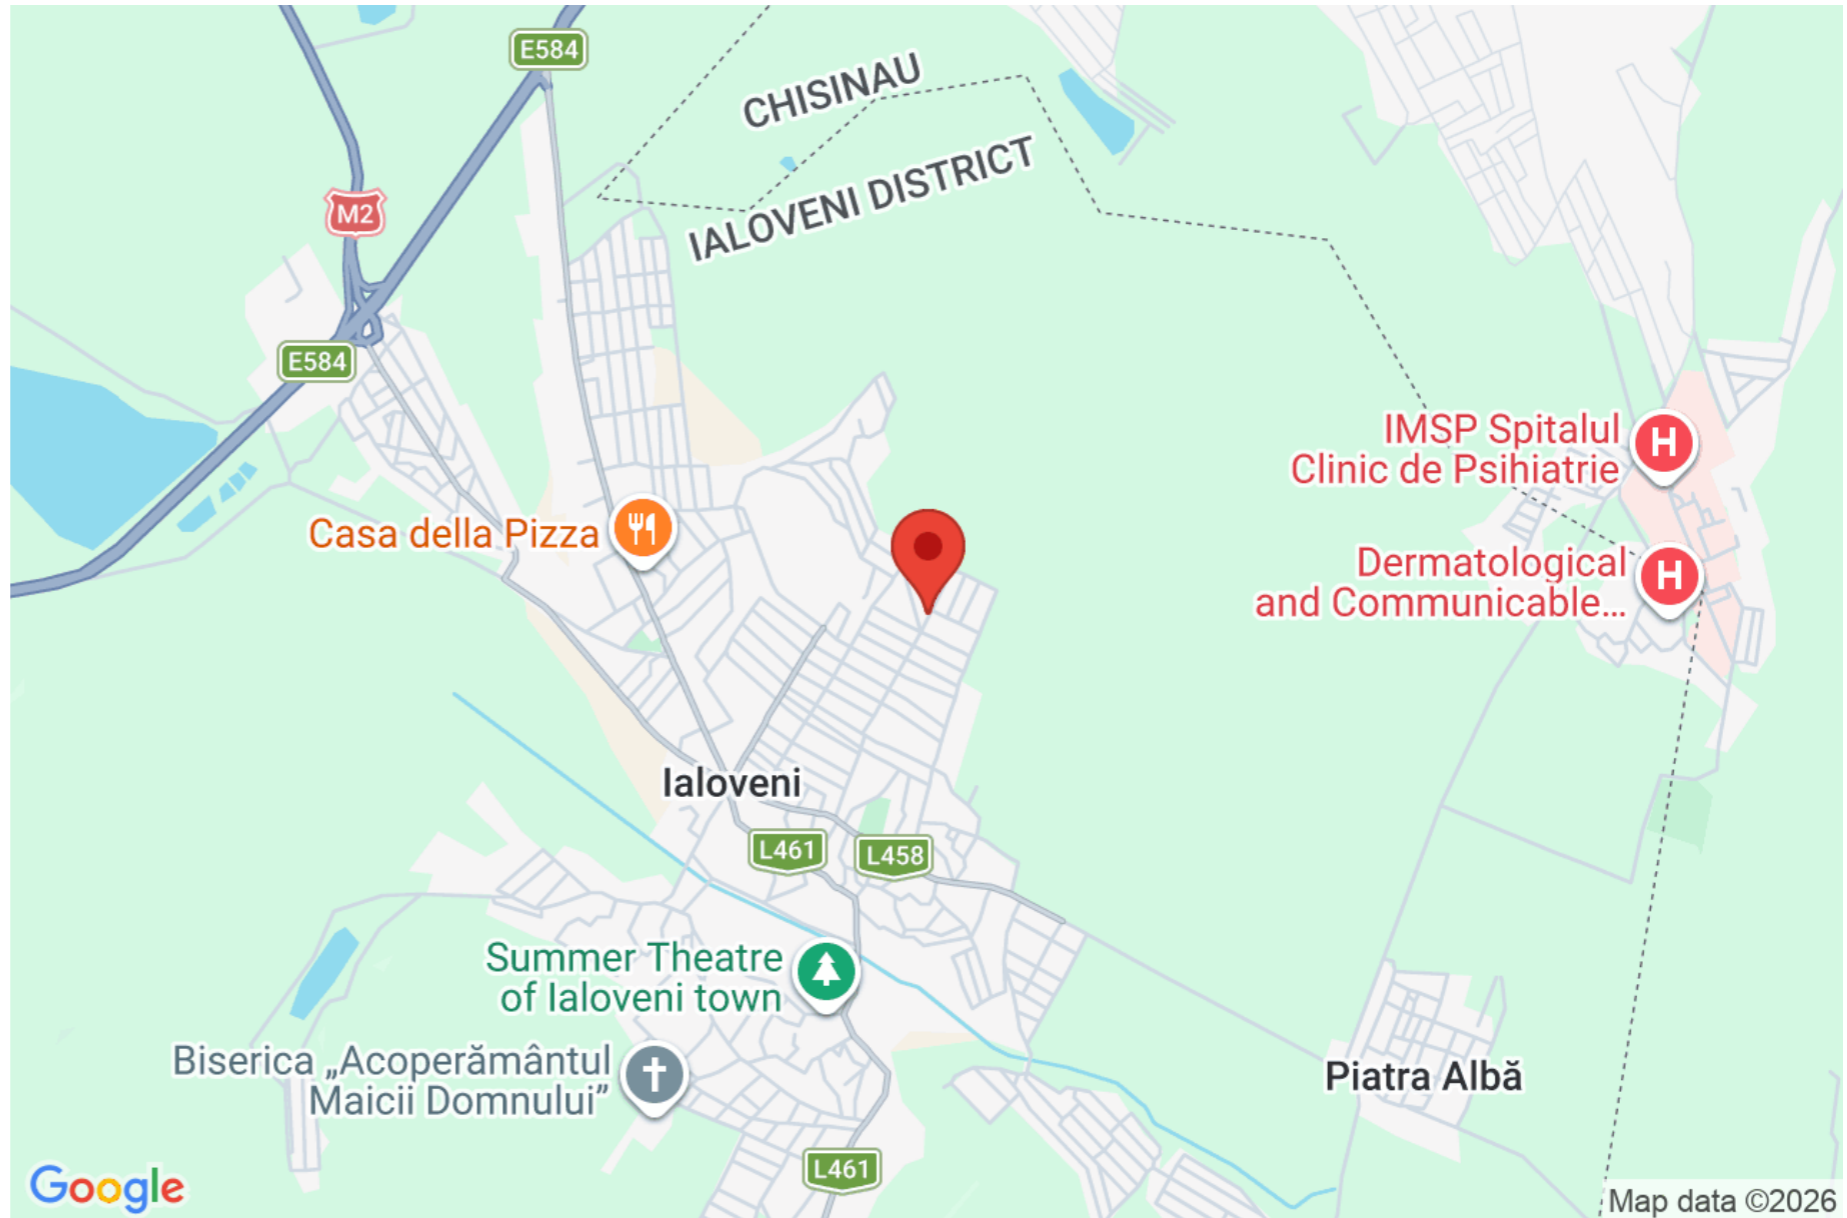 E584
CHISINAU
IALOVENI DISTRICT
M2
E584
IMSP Spitalul
Clinic de Psihiatrie
H
Casa della Pizza
Dermatological
and Communicable...
H
Ialoveni
L461
L458
Summer Theatre
of Ialoveni town
Biserica „Acoperământul
Maicii Domnului”
Piatra Albă
L461
Google
Map data ©2026